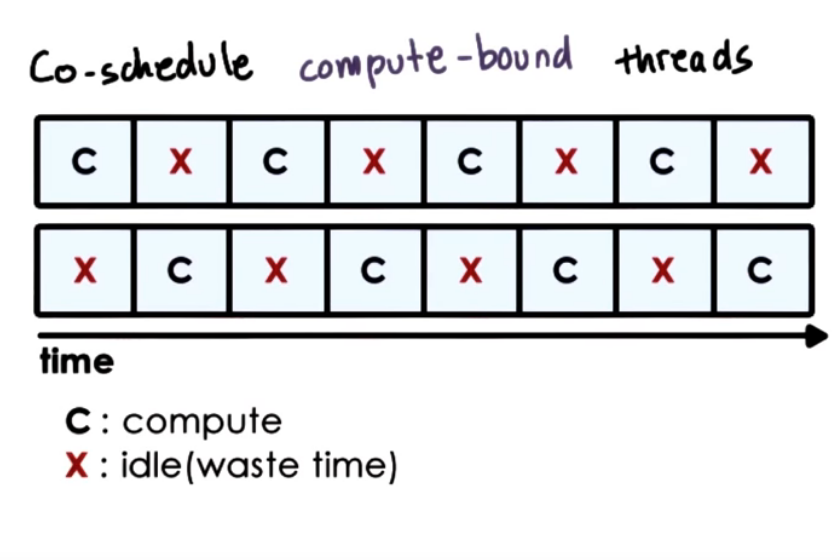 Co-schedule compute-bound threads
C X C X C X C X
X C X C X C X C
time
C : compute
X : idle(waste time)